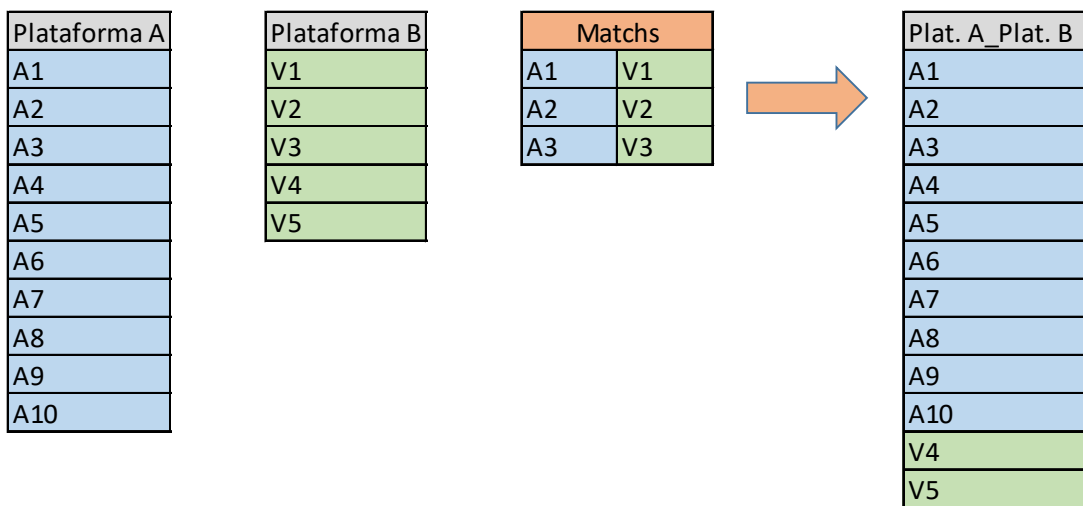 Plataforma A
A1
A2
A3
A4
A5
A6
A7
A8
A9
A10
Plataforma B
V1
V2
V3
V4
V5
Matchs
A1 V1
A2 V2
A3 V3
Plat. A_Plat. B
A1
A2
A3
A4
A5
A6
A7
A8
A9
A10
V4
V5